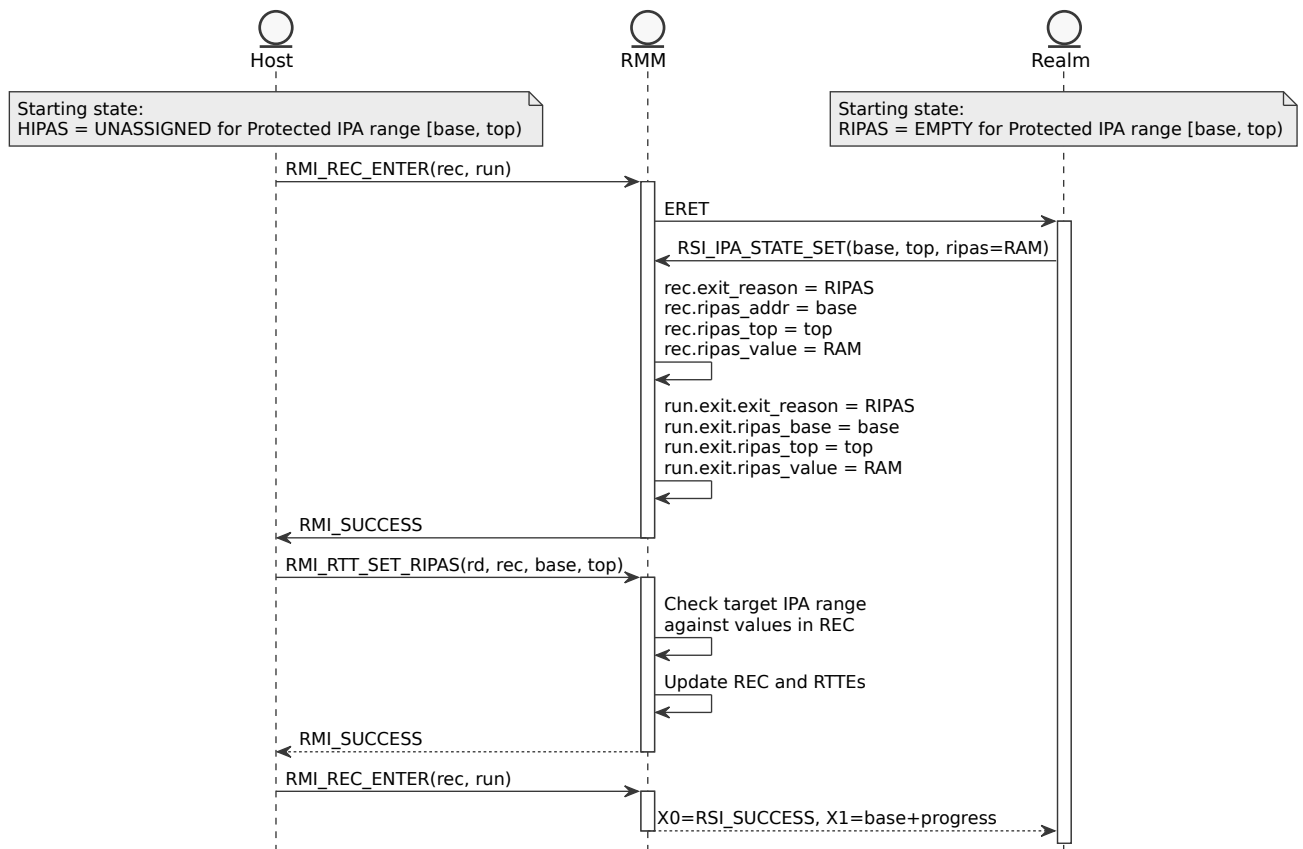 Host
RMM
Realm
Starting state:
HIPAS = UNASSIGNED for Protected IPA range [base, top)
Starting state:
RIPAS = EMPTY for Protected IPA range [base, top)
RMI_REC_ENTER(rec, run)
ERET
RSI_IPA_STATE_SET(base, top, ripas=RAM)
rec.exit_reason = RIPAS
rec.ripas_addr = base
rec.ripas_top = top
rec.ripas_value = RAM
run.exit.exit_reason = RIPAS
run.exit.ripas_base = base
run.exit.ripas_top = top
run.exit.ripas_value = RAM
RMI_SUCCESS
RMI_RTT_SET_RIPAS(rd, rec, base, top)
Check target IPA range
against values in REC
Update REC and RTTEs
RMI_SUCCESS
RMI_REC_ENTER(rec, run)
X0=RSI_SUCCESS, X1=base+progress